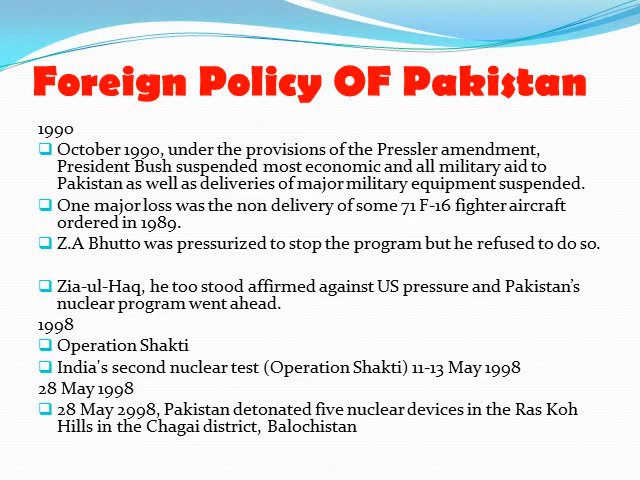 Foreign Policy OF Pakistan
1990
October 1990, under the provisions of the Pressler amendment,
President Bush suspended most economic and all military aid to
Pakistan as well as deliveries of major military equipment suspended.
One major loss was the non delivery of some 71 F-16 fighter aircraft
ordered in 1989.
Z.A Bhutto was pressurized to stop the program but he refused to do so.
Zia-ul-Haq, he too stood affirmed against US pressure and Pakistan's
nuclear program went ahead.
1998
Operation Shakti
India's second nuclear test (Operation Shakti) 11-13 May 1998
28 May 1998
28 May 2998, Pakistan detonated five nuclear devices in the Ras Koh
Hills in the Chagai district, Balochistan